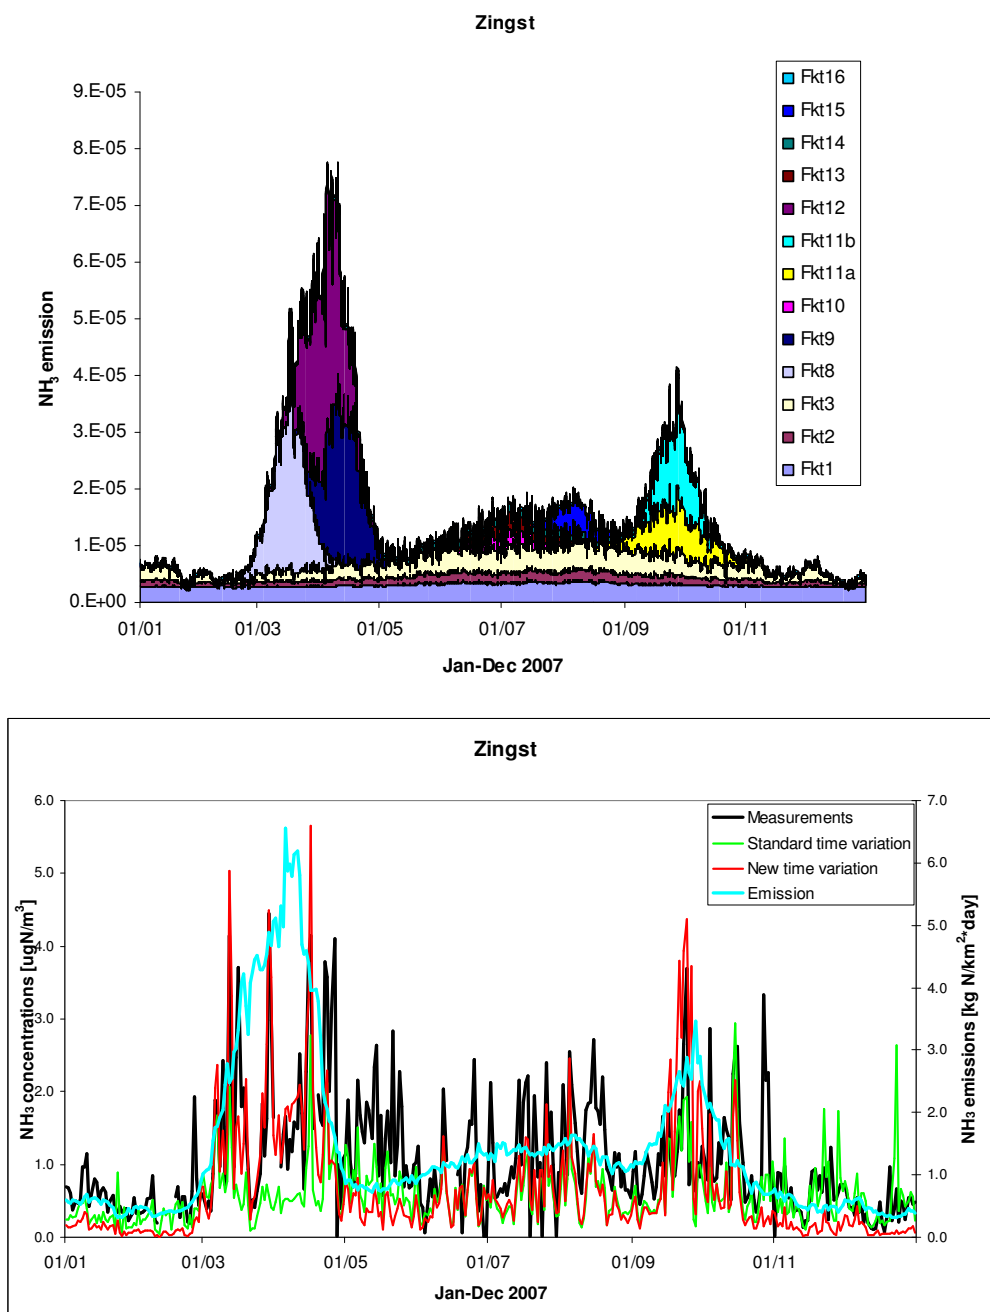 Zingst
9.E-05
8.E-05
7.E-05
6.E-05
5.E-05
4.E-05
3.E-05
2.E-05
1.E-05
0.E+00
NH3 emission
01/01 01/03 01/05 01/07 01/09 01/11
Jan-Dec 2007
Fkt16
Fkt15
Fkt14
Fkt13
Fkt12
Fkt11b
Fkt11a
Fkt10
Fkt9
Fkt8
Fkt3
Fkt2
Fkt1
Zingst
6.0
5.0
4.0
3.0
2.0
1.0
0.0
NH3 concentrations [ugN/m3]
Measurements
Standard time variation
New time variation
Emission
7.0
6.0
5.0
4.0
3.0
2.0
1.0
0.0
NH3 emissions [kg N/km2*day]
01/01 01/03 01/05 01/07 01/09 01/11
Jan-Dec 2007